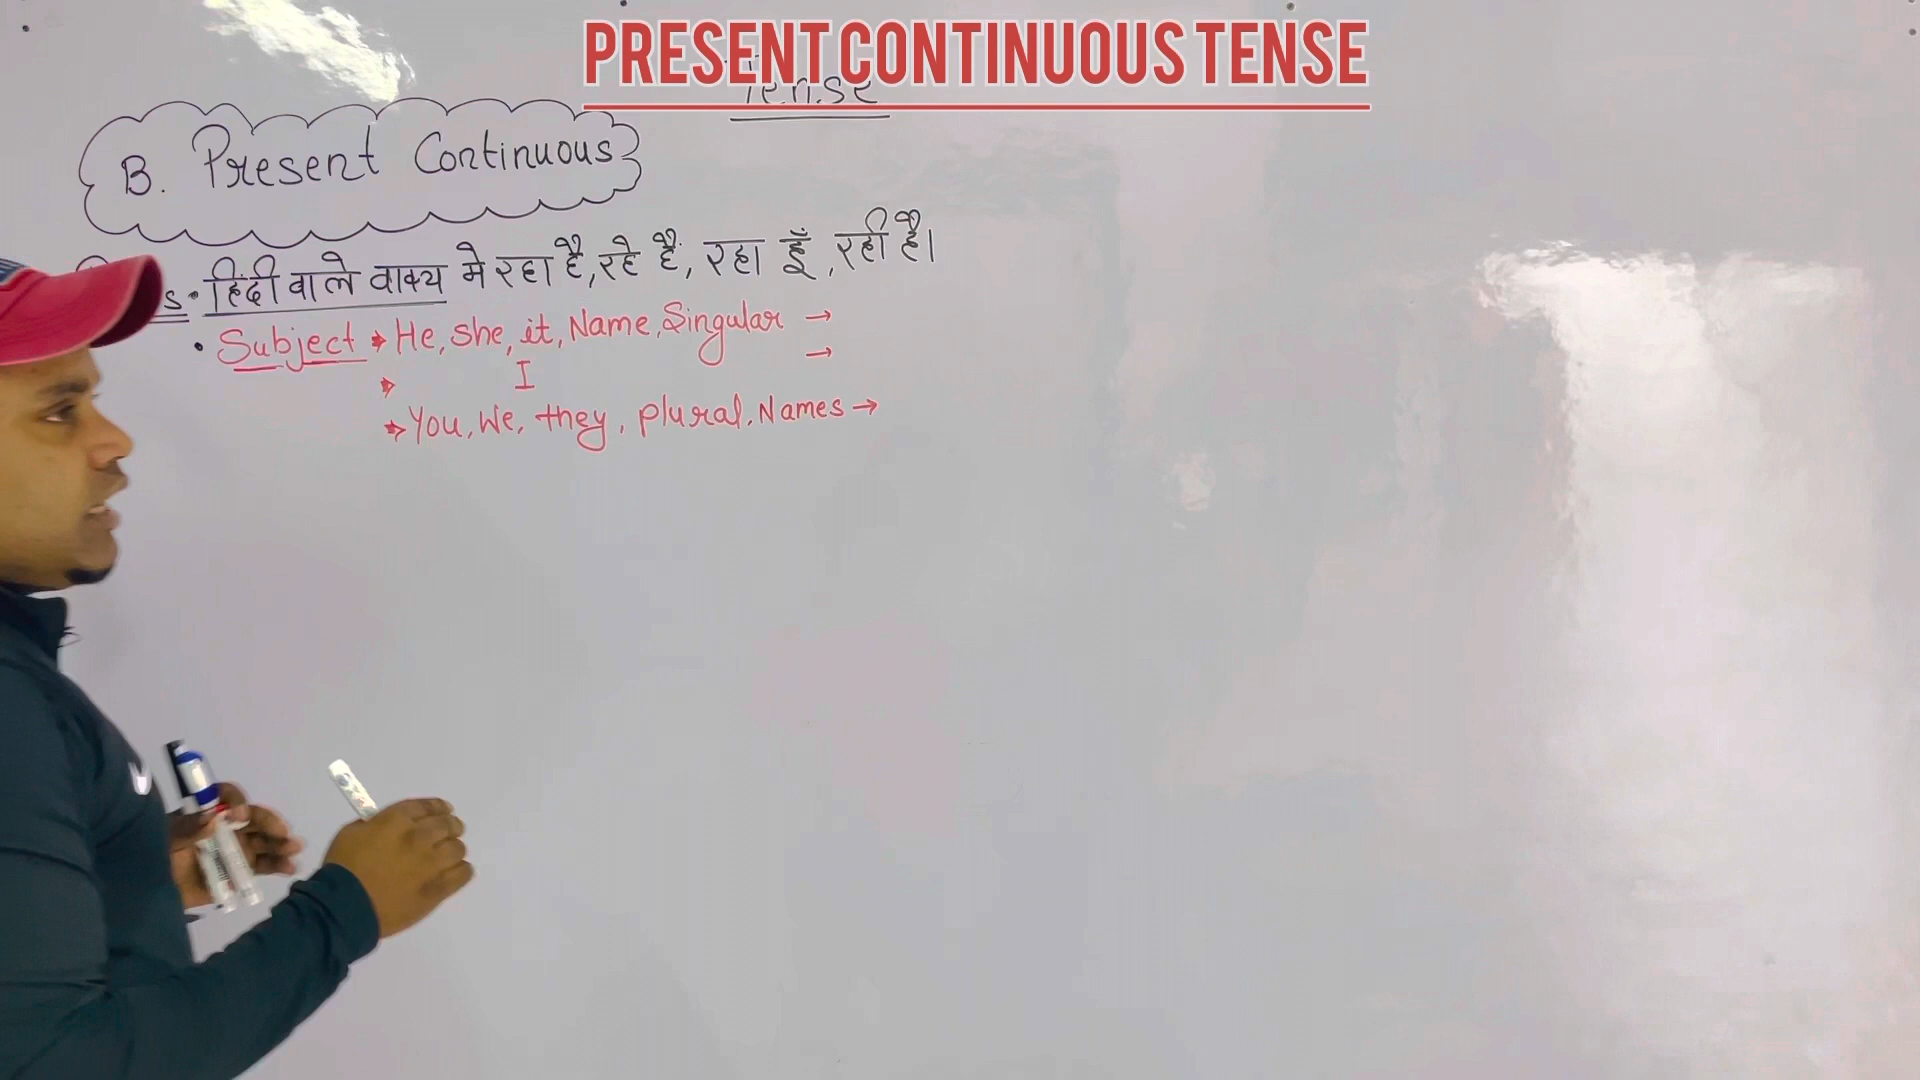 PRESENT CONTINUOUS TENSE
Tense
B. Present Continuous
s • हिंदी वाले वाक्य मे रहा है, रहे हैं, रहा हूँ, रही है।
• Subject → He, she, it, Name, Singular →
→ I →
→ You, We, they, plural, Names →